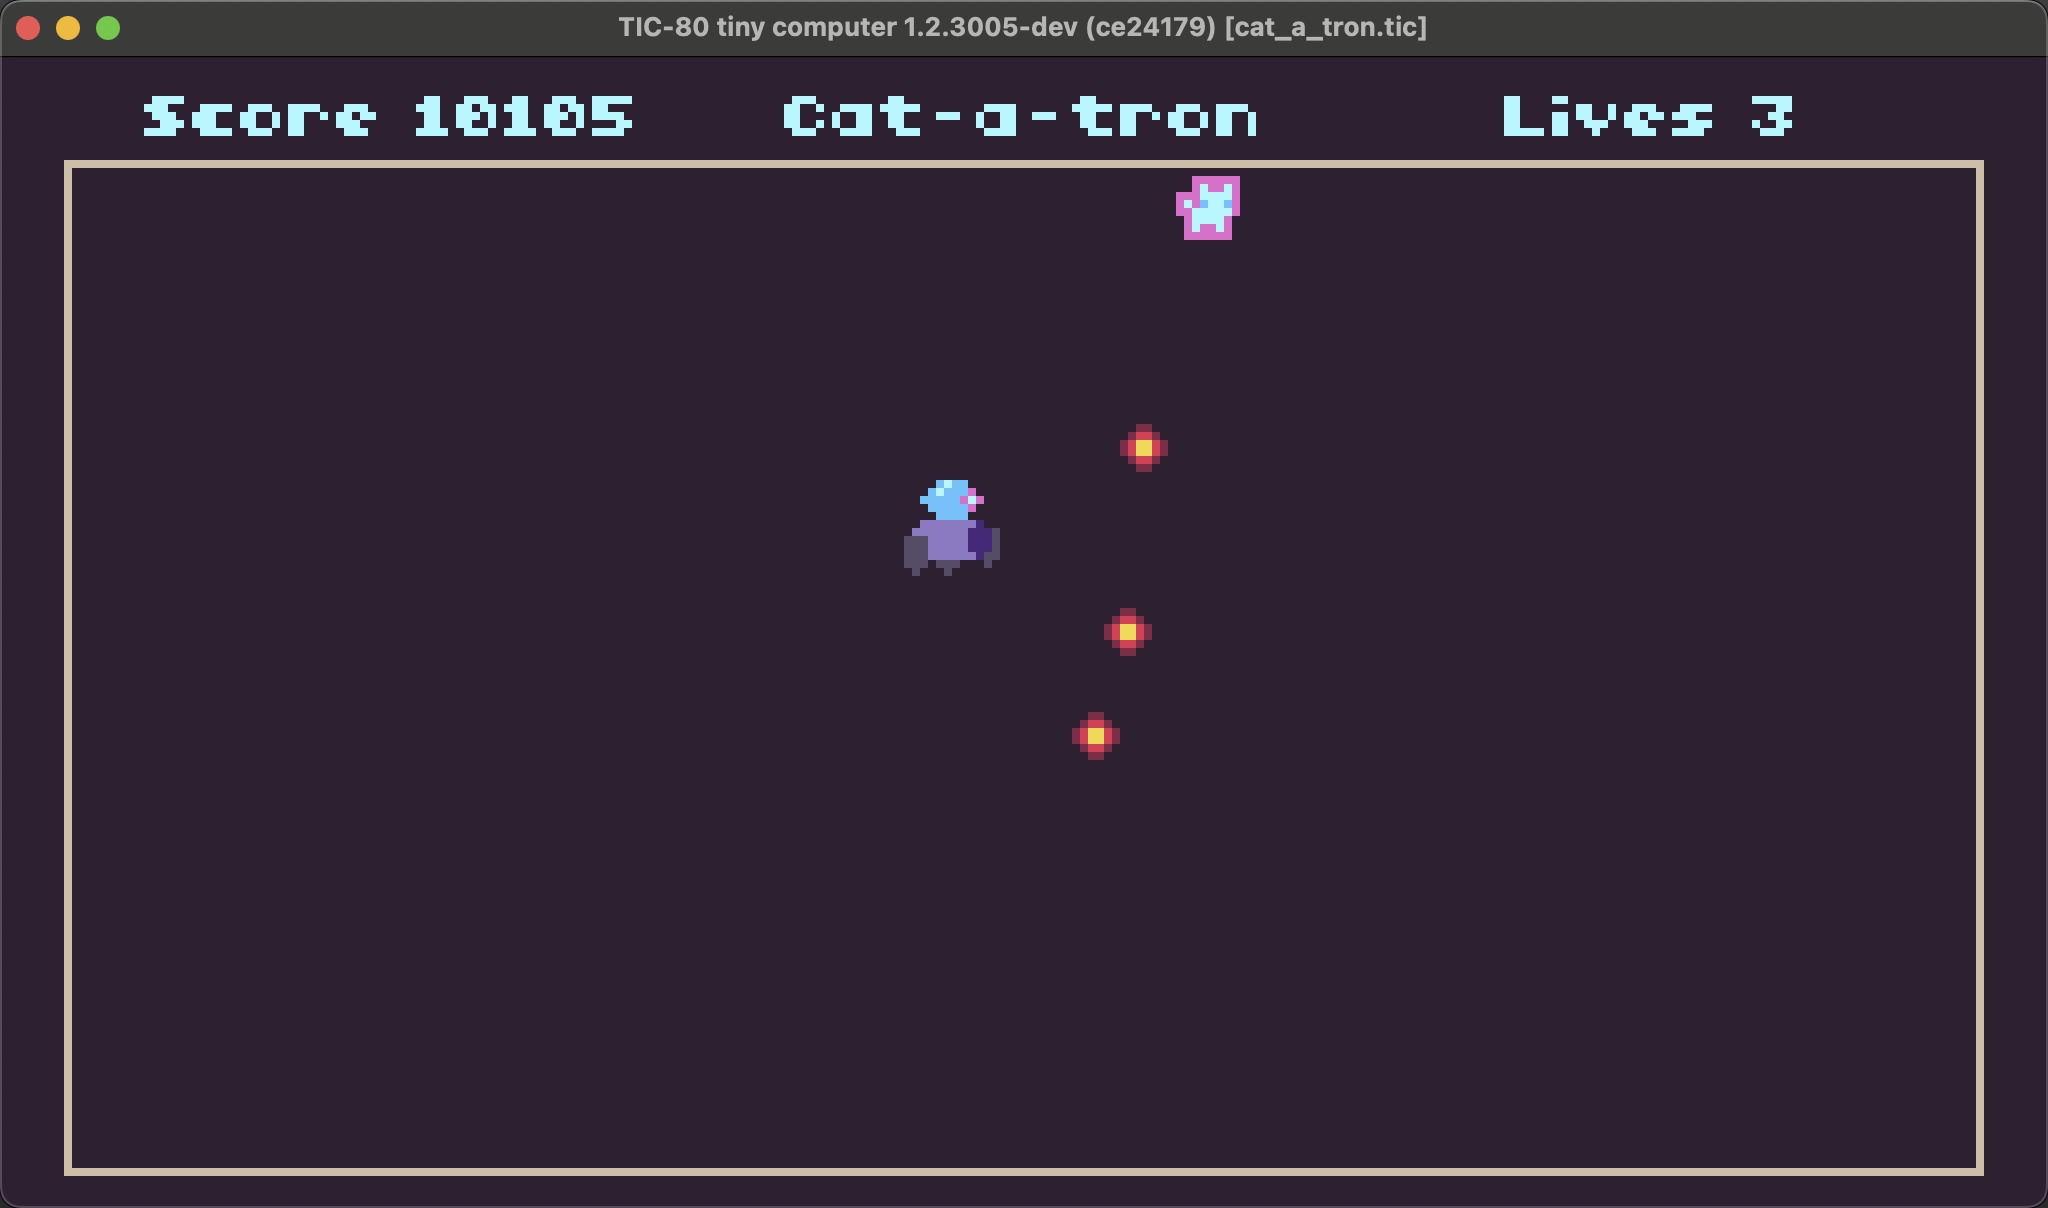 TIC-80 tiny computer 1.2.3005-dev (ce24179) [cat_a_tron.tic]
Score 10105 Cat-a-tron Lives 3